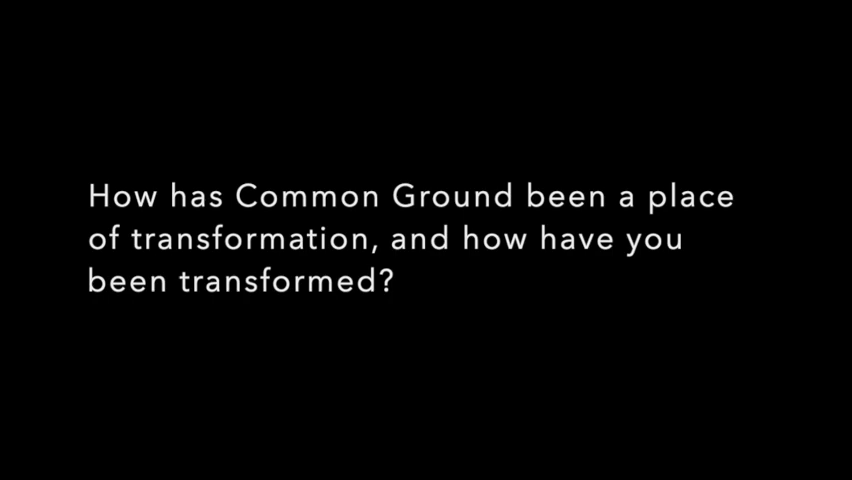 How has Common Ground been a place
of transformation, and how have you
been transformed?